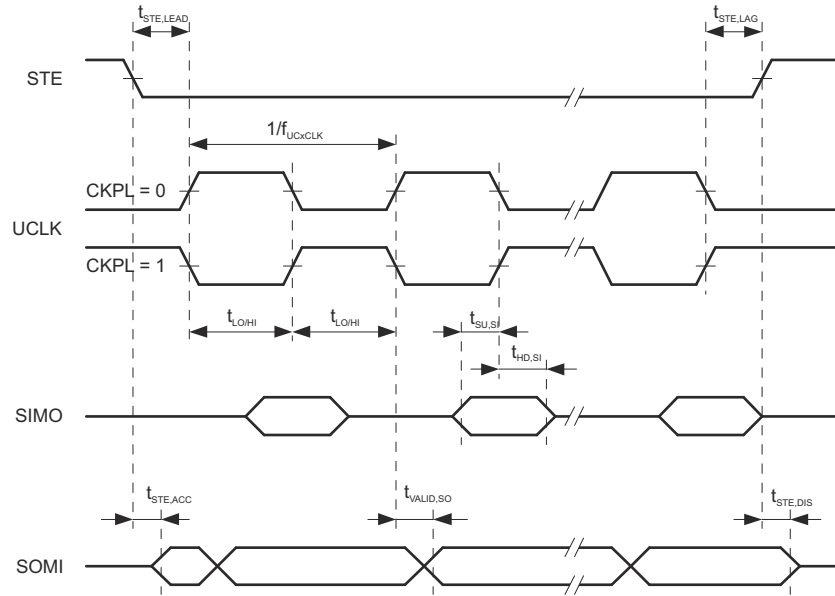 tSTE,LEAD
tSTE,LAG
STE
1/fUCxCLK
CKPL = 0
UCLK
CKPL = 1
tLO/HI
tLO/HI
tSU,SI
tHD,SI
SIMO
tSTE,ACC
tVALID,SO
tSTE,DIS
SOMI